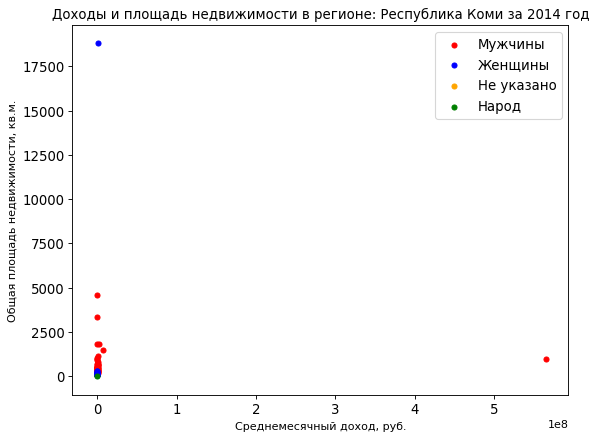 Доходы и площадь недвижимости в регионе: Республика Коми за 2014 год
Мужчины
Женщины
Не указано
Народ
17500
15000
12500
10000
7500
5000
2500
0
Общая площадь недвижимости, кв.м.
0 1 2 3 4 5
1e8
Среднемесячный доход, руб.